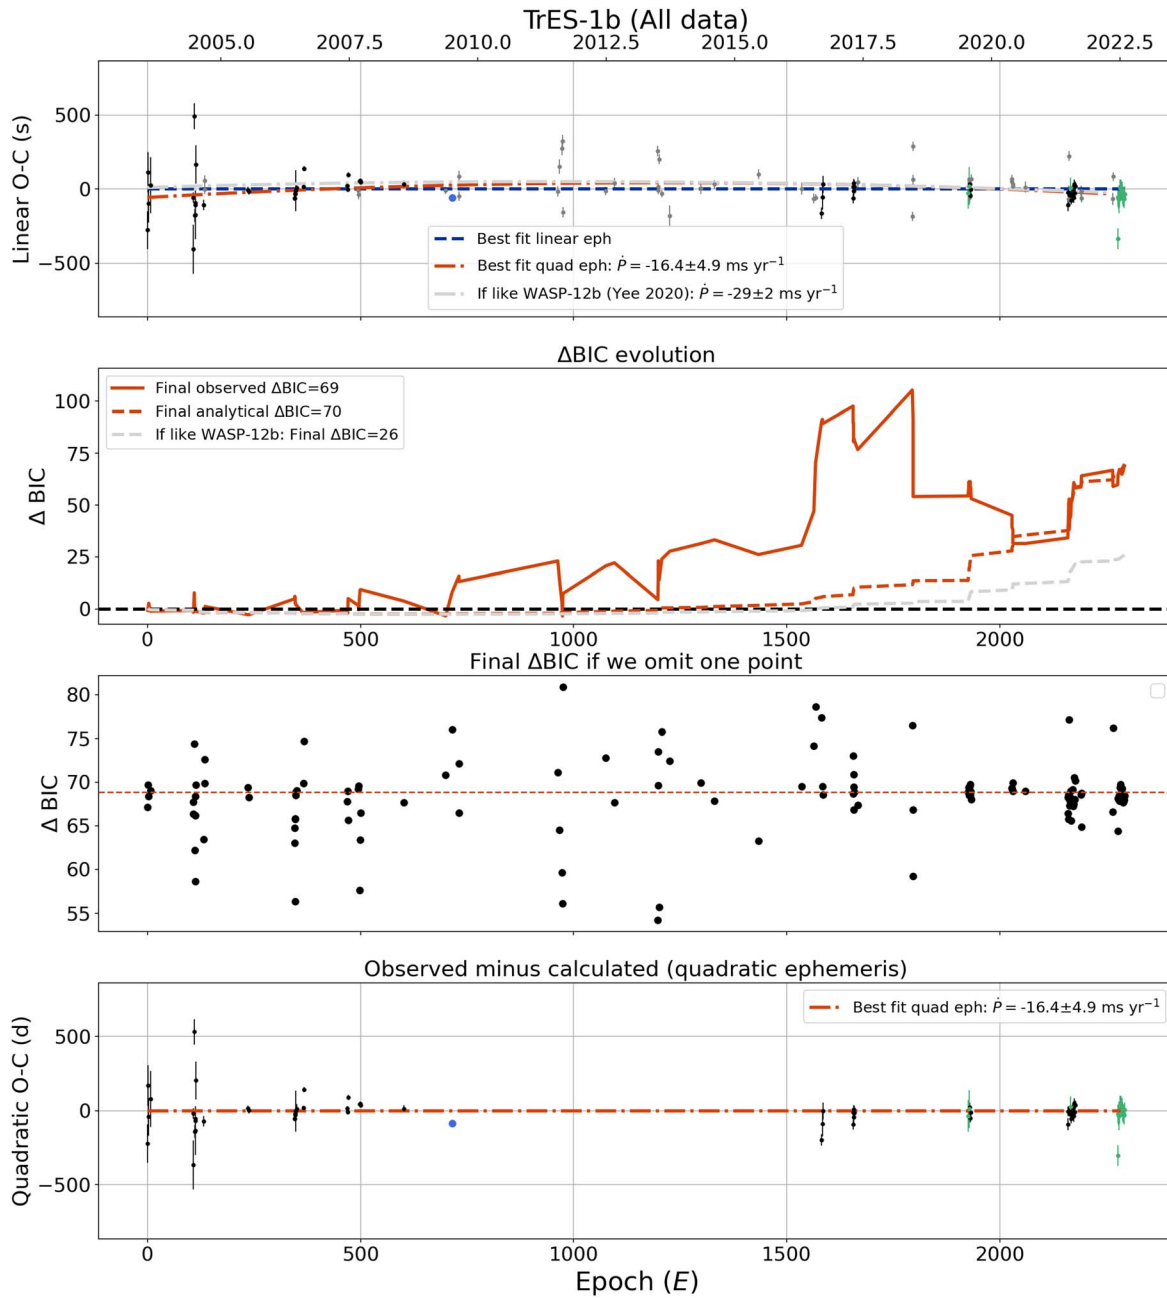 TrES-1b (All data)
2005.0 2007.5 2010.0 2012.5 2015.0 2017.5 2020.0 2022.5
Linear O-C (s)
500
0
−500
Best fit linear eph
Best fit quad eph: Ṗ = -16.4±4.9 ms yr⁻¹
If like WASP-12b (Yee 2020): Ṗ = -29±2 ms yr⁻¹
ΔBIC evolution
Δ BIC
100
75
50
25
0
Final observed ΔBIC=69
Final analytical ΔBIC=70
If like WASP-12b: Final ΔBIC=26
0 500 1000 1500 2000
Final ΔBIC if we omit one point
Δ BIC
80
75
70
65
60
55
Observed minus calculated (quadratic ephemeris)
Quadratic O-C (d)
500
0
−500
Best fit quad eph: Ṗ = -16.4±4.9 ms yr⁻¹
0 500 1000 1500 2000
Epoch (E)